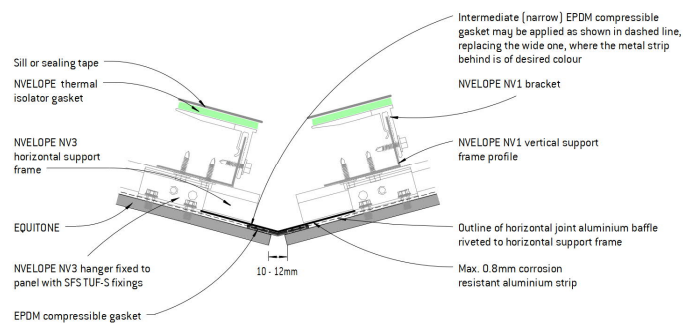 Intermediate (narrow) EPDM compressible
gasket may be applied as shown in dashed line,
replacing the wide one, where the metal strip
behind is of desired colour
Sill or sealing tape
NVELOPE thermal
isolator gasket
NVELOPE NV1 bracket
NVELOPE NV3
horizontal support
frame
NVELOPE NV1 vertical support
frame profile
EQUITONE
Outline of horizontal joint aluminium baffle
riveted to horizontal support frame
NVELOPE NV3 hanger fixed to
panel with SFS TUF-S fixings
10 - 12mm
Max. 0.8mm corrosion
resistant aluminium strip
EPDM compressible gasket